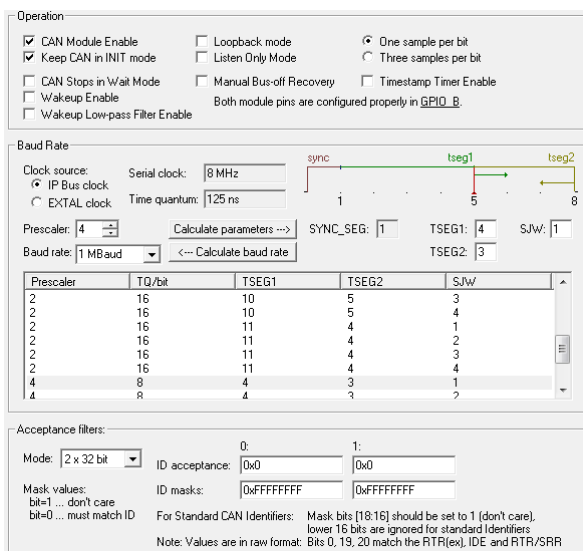 Operation
CAN Module Enable
Loopback mode
One sample per bit
Keep CAN in INIT mode
Listen Only Mode
Three samples per bit
CAN Stops in Wait Mode
Manual Bus-off Recovery
Timestamp Timer Enable
Wakeup Enable
Both module pins are configured properly in GPIO_B.
Wakeup Low-pass Filter Enable
Baud Rate
sync tseg1 tseg2
Clock source:
Serial clock: 8 MHz
IP Bus clock
EXTAL clock
Time quantum: 125 ns
1 5 8
Prescaler: 4
Calculate parameters --->
SYNC_SEG: 1
TSEG1: 4
SJW: 1
Baud rate: 1 MBaud
<--- Calculate baud rate
TSEG2: 3
Prescaler TQ/bit TSEG1 TSEG2 SJW
2 16 10 5 3
2 16 10 5 4
2 16 11 4 1
2 16 11 4 2
2 16 11 4 3
2 16 11 4 4
4 8 4 3 1
4 8 4 3 2
Acceptance filters:
0: 1:
Mode: 2 x 32 bit
ID acceptance: 0x0 0x0
Mask values:
ID masks: 0xFFFFFFFF 0xFFFFFFFF
bit=1 ... don't care
bit=0 ... must match ID
For Standard CAN Identifiers: Mask bits [18:16] should be set to 1 (don't care),
lower 16 bits are ignored for standard Identifiers
Note: Values are in raw format: Bits 0, 19, 20 match the RTR(ex), IDE and RTR/SRR